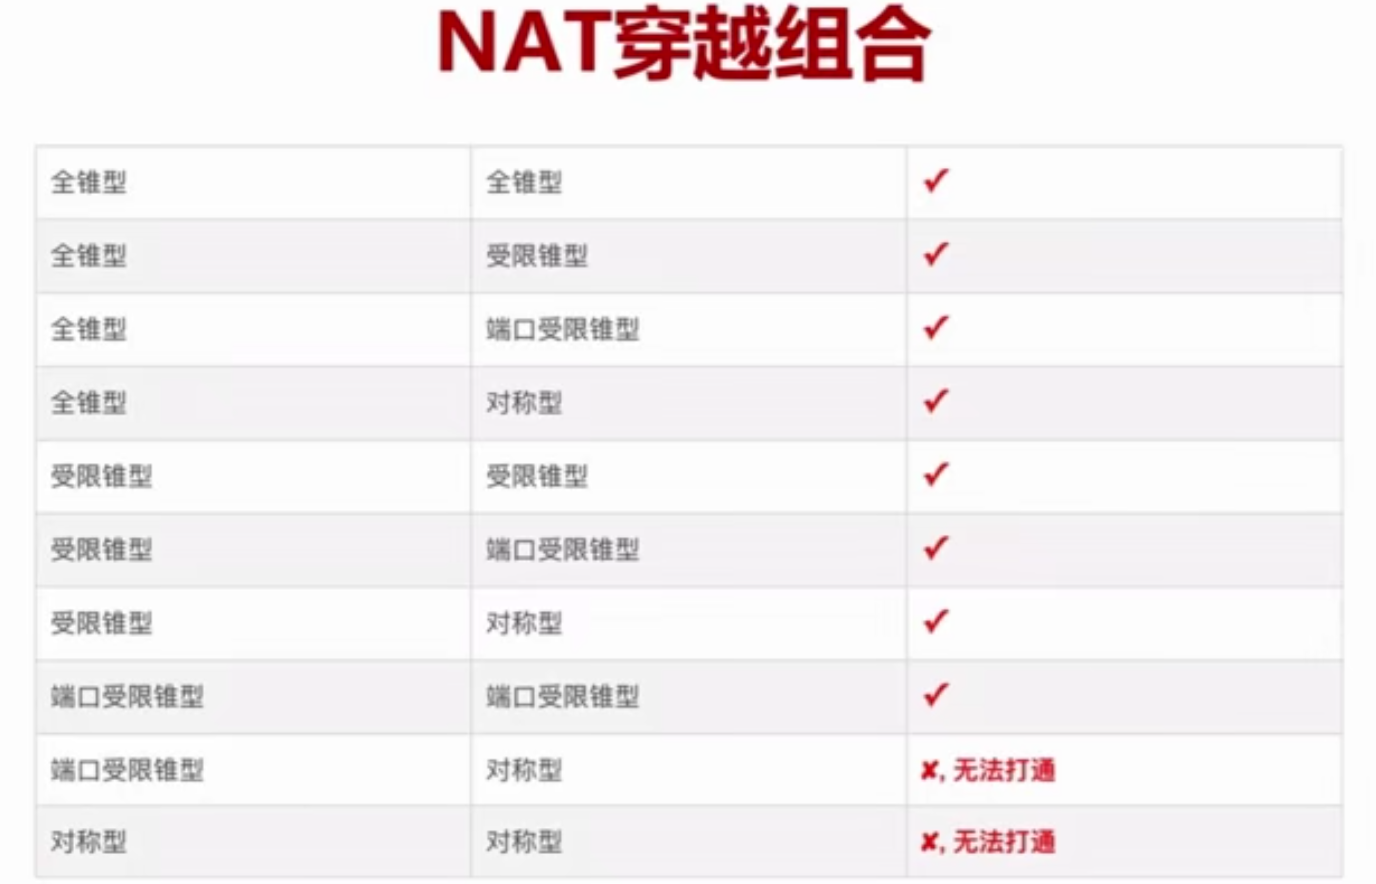 NAT穿越组合
全锥型 全锥型 ✓
全锥型 受限锥型 ✓
全锥型 端口受限锥型 ✓
全锥型 对称型 ✓
受限锥型 受限锥型 ✓
受限锥型 端口受限锥型 ✓
受限锥型 对称型 ✓
端口受限锥型 端口受限锥型 ✓
端口受限锥型 对称型 ✘, 无法打通
对称型 对称型 ✘, 无法打通